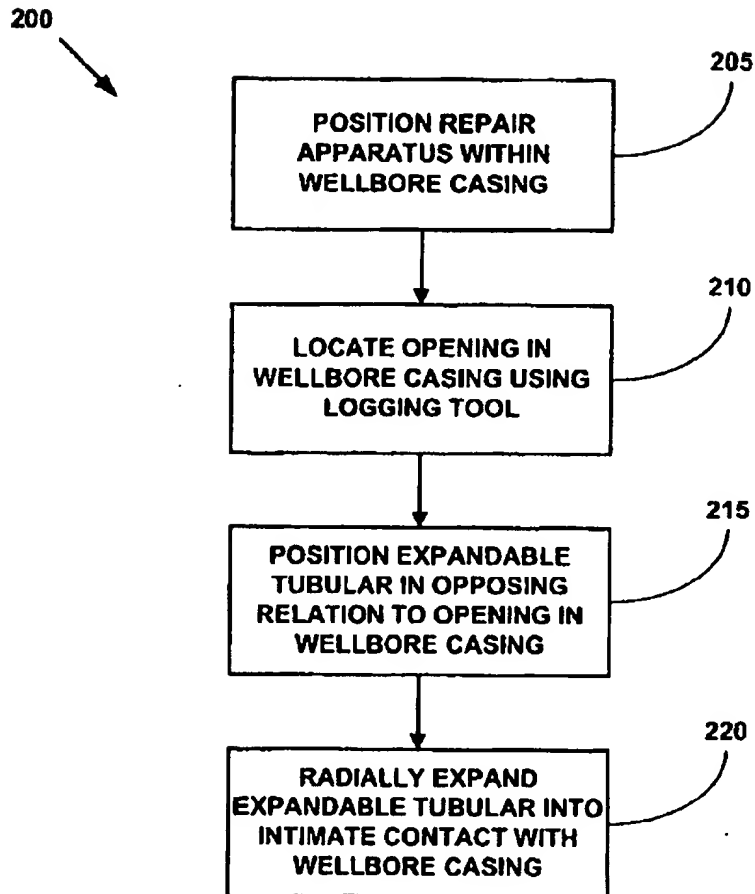 200
205
POSITION REPAIR
APPARATUS WITHIN
WELLBORE CASING
210
LOCATE OPENING IN
WELLBORE CASING USING
LOGGING TOOL
215
POSITION EXPANDABLE
TUBULAR IN OPPOSING
RELATION TO OPENING IN
WELLBORE CASING
220
RADIALLY EXPAND
EXPANDABLE TUBULAR INTO
INTIMATE CONTACT WITH
WELLBORE CASING